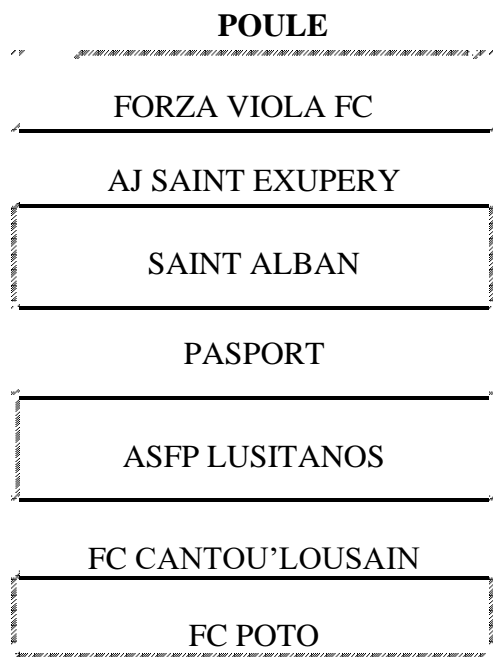 POULE
FORZA VIOLA FC
AJ SAINT EXUPERY
SAINT ALBAN
PASPORT
ASFP LUSITANOS
FC CANTOU’LOUSAIN
FC POTO